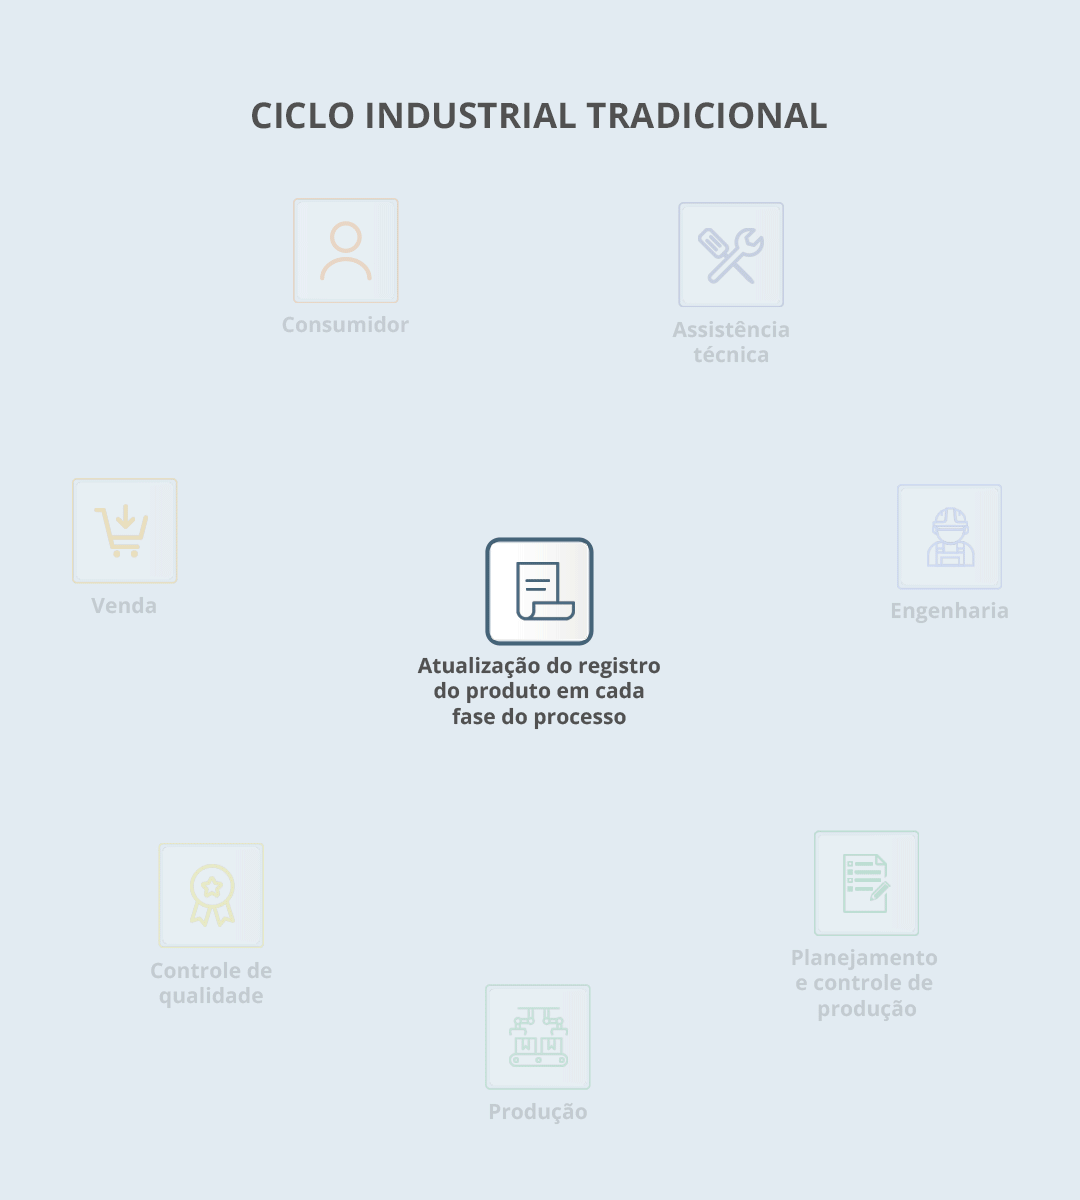 CICLO INDUSTRIAL TRADICIONAL
Consumidor
Assistência
técnica
Venda
Engenharia
Atualização do registro
do produto em cada
fase do processo
Controle de
qualidade
Planejamento
e controle de
produção
Produção